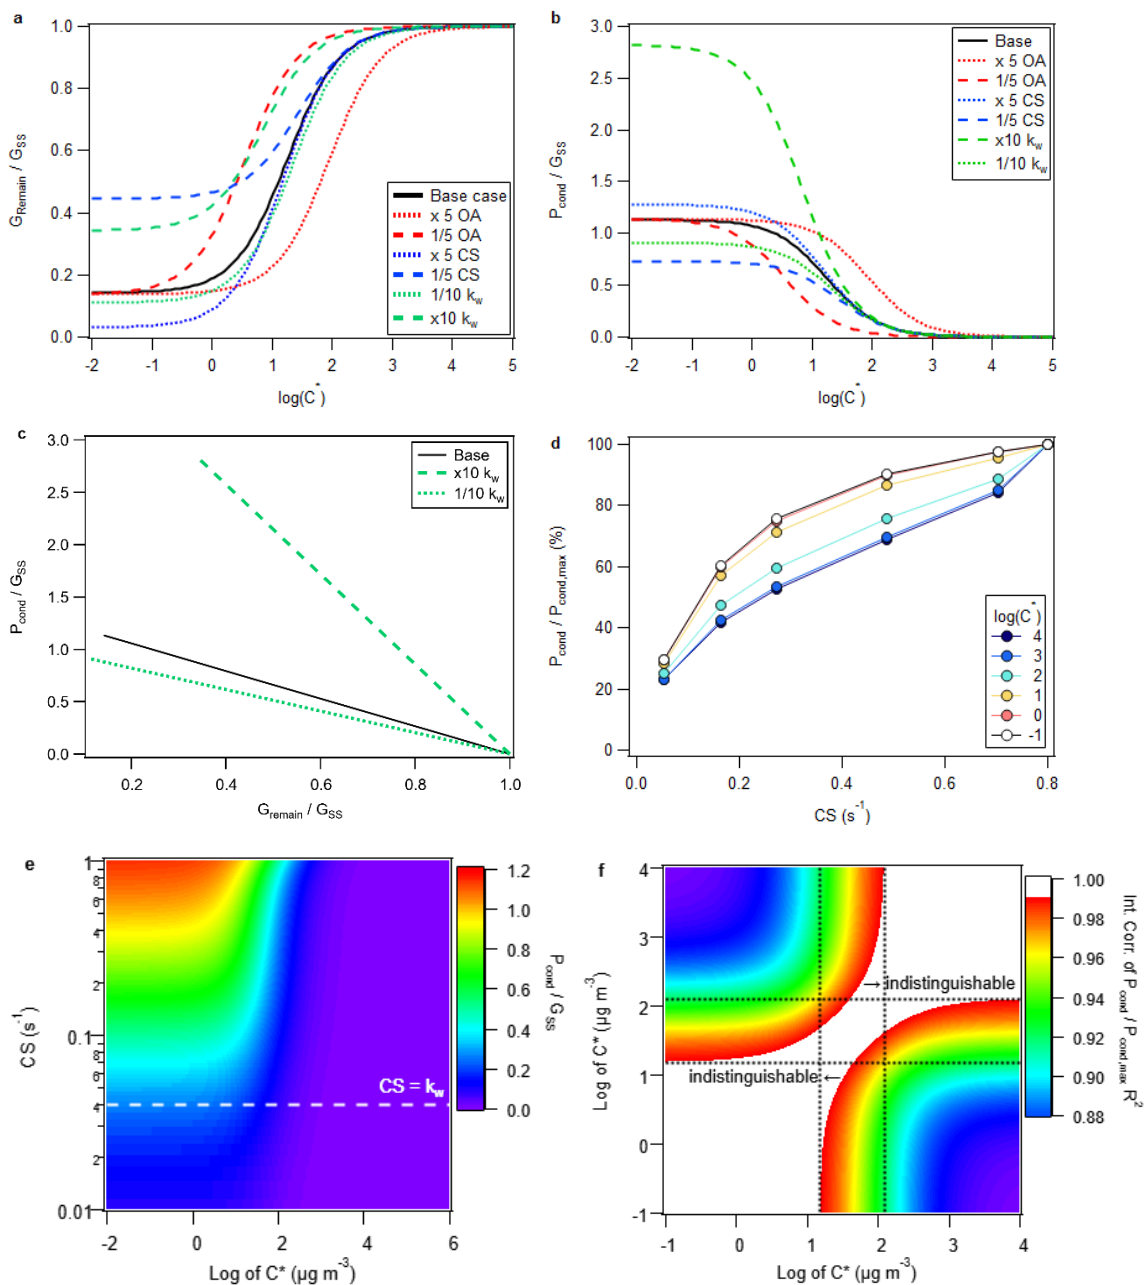 a
1.0
0.8
0.6
0.4
0.2
0.0
G_Remain / G_SS
-2 -1 0 1 2 3 4 5
log(C*)
Base case
x 5 OA
1/5 OA
x 5 CS
1/5 CS
1/10 k_w
x10 k_w
b
3.0
2.5
2.0
1.5
1.0
0.5
0.0
P_cond / G_SS
-2 -1 0 1 2 3 4 5
log(C*)
Base
x 5 OA
1/5 OA
x 5 CS
1/5 CS
x10 k_w
1/10 k_w
c
3.0
2.5
2.0
1.5
1.0
0.5
0.0
P_cond / G_SS
0.2 0.4 0.6 0.8 1.0
G_remain / G_SS
Base
x10 k_w
1/10 k_w
d
100
80
60
40
20
0
P_cond / P_cond,max (%)
0.0 0.2 0.4 0.6 0.8
CS (s⁻¹)
log(C*)
4
3
2
1
0
-1
e
1
8
6
4
2
0.1
8
6
4
2
0.01
CS (s⁻¹)
CS = k_w
-2 0 2 4 6
Log of C* (µg m⁻³)
1.2
1.0
0.8
0.6
0.4
0.2
0.0
P_cond / G_SS
f
4
3
2
1
0
-1
Log of C* (µg m⁻³)
→ indistinguishable
indistinguishable ←
-1 0 1 2 3 4
Log of C* (µg m⁻³)
1.00
0.98
0.96
0.94
0.92
0.90
0.88
Int. Corr. of P_cond / P_cond,max R²